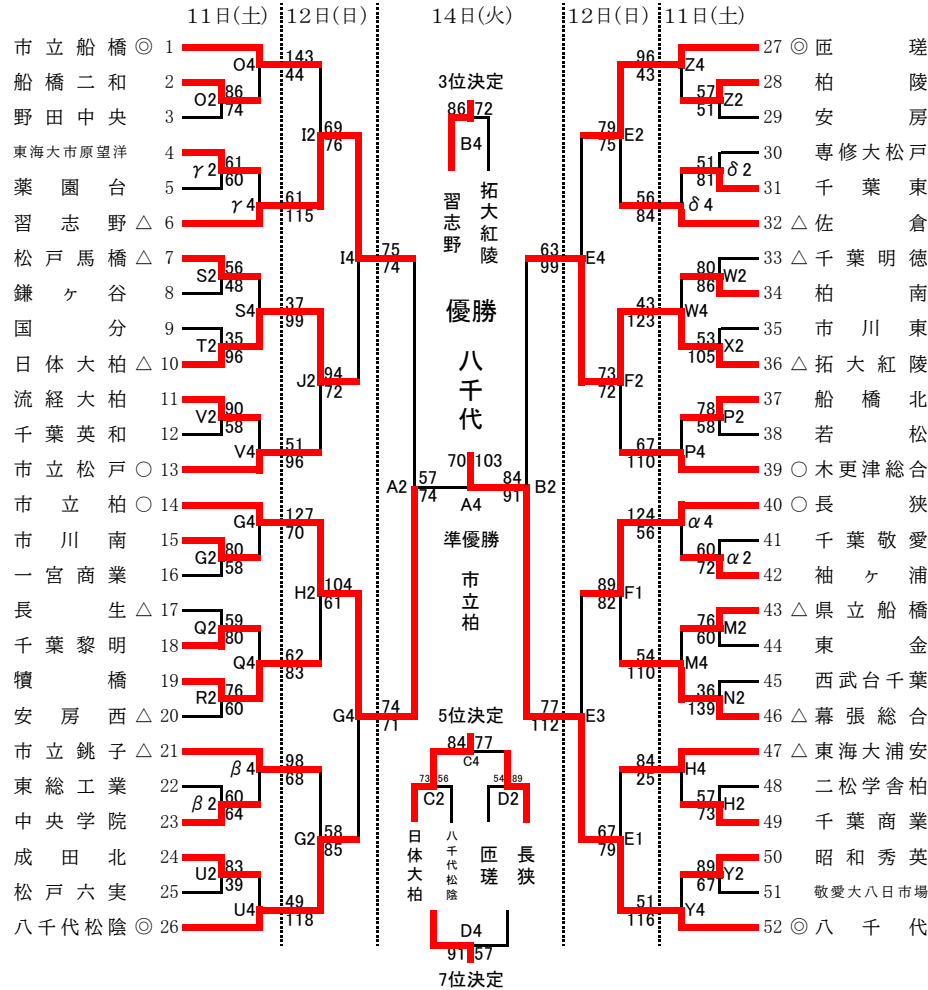 11日(土) 12日(日) 14日(火) 12日(日) 11日(土)
市立船橋 ◎ 1
船橋二和 2
野田中央 3
東海大市原望洋 4
薬園台 5
習志野 △ 6
松戸馬橋 △ 7
鎌ヶ谷 8
国分 9
日体大柏 △ 10
流経大柏 11
千葉英和 12
市立松戸 ○ 13
市立柏 ○ 14
市川南 15
一宮商業 16
長生 △ 17
千葉黎明 18
犢橋 19
安房西 △ 20
市立銚子 △ 21
東総工業 22
中央学院 23
成田北 24
松戸六実 25
八千代松陰 ◎ 26
O2 86 74
γ2 61 60
S2 56 48
T2 35 96
V2 90 58
G2 80 58
Q2 59 80
R2 76 60
β2 60 64
U2 83 39
O4 143 44
γ4 61 115
S4 37 99
V4 51 96
G4 127 70
Q4 62 83
β4 98 68
U4 49 118
I2 69 76
J2 94 72
H2 104 61
G2 58 85
I4 75 74
G4 74 71
A2 57 74
3位決定
86 72
B4
習志野
拓大紅陵
優勝
八千代
70 103
A4
準優勝
市立柏
5位決定
84 77
C4
73 56
C2
54 89
D2
日体大柏
八千代松陰
匝瑳
長狭
D4
91 57
7位決定
84 91 B2
63 99 E4
77 112 E3
79 75 E2
73 72 F2
89 82 F1
67 79 E1
96 43 Z4
56 84 δ4
43 123 W4
67 110 P4
124 56 α4
54 110 M4
84 25 H4
51 116 Y4
57 51 Z2
51 81 δ2
80 86 W2
53 105 X2
78 58 P2
60 72 α2
76 60 M2
36 139 N2
57 73 H2
89 67 Y2
27 ◎ 匝瑳
28 柏陵
29 安房
30 専修大松戸
31 千葉東
32 △ 佐倉
33 △ 千葉明徳
34 柏南
35 市川東
36 △ 拓大紅陵
37 船橋北
38 若松
39 ○ 木更津総合
40 ○ 長狭
41 千葉敬愛
42 袖ヶ浦
43 △ 県立船橋
44 東金
45 西武台千葉
46 △ 幕張総合
47 △ 東海大浦安
48 二松学舎柏
49 千葉商業
50 昭和秀英
51 敬愛大八日市場
52 ◎ 八千代